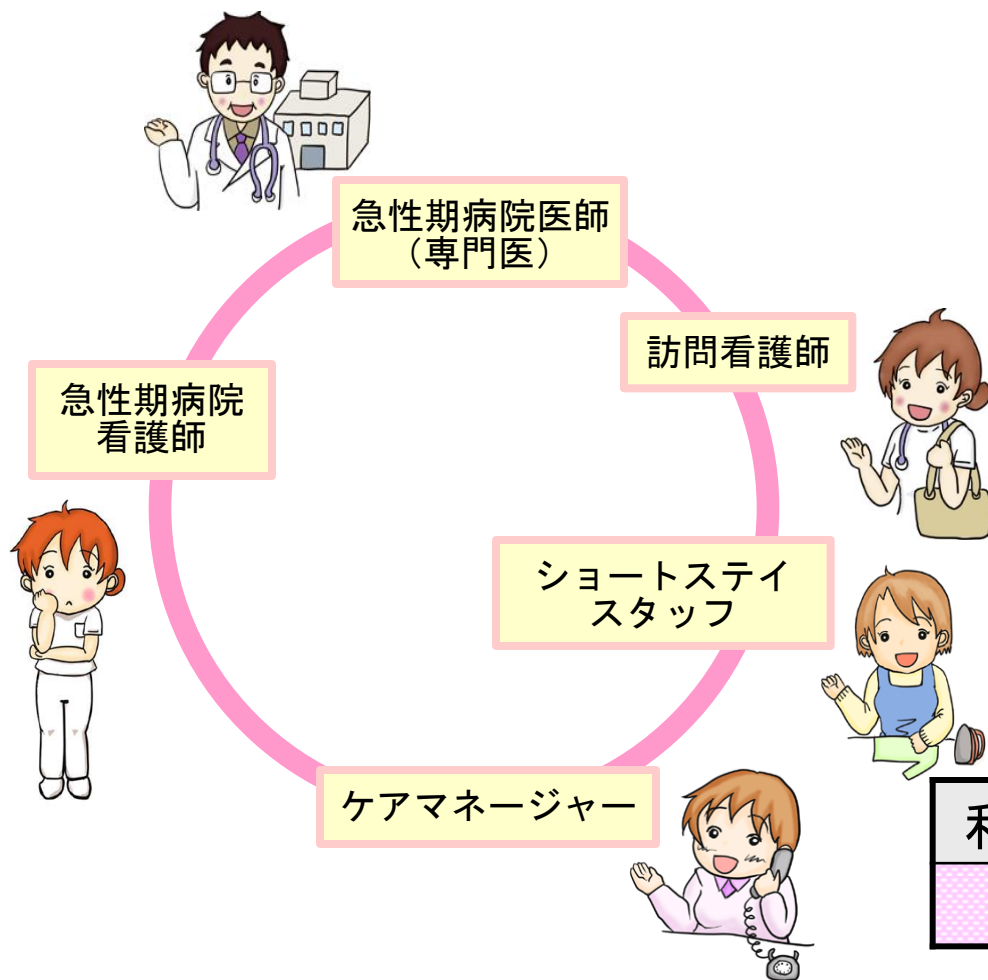 急性期病院医師
（専門医）
訪問看護師
急性期病院
看護師
ショートステイ
スタッフ
ケアマネージャー